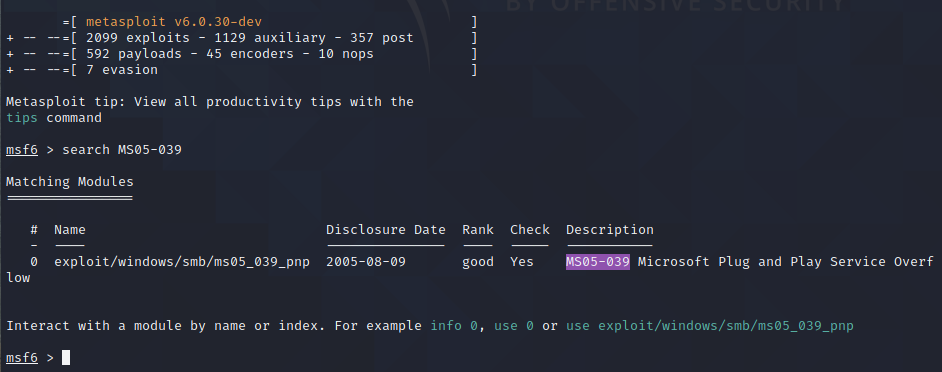 BY OFFENSIVE SECURITY
=[ metasploit v6.0.30-dev ]
+ -- --=[ 2099 exploits - 1129 auxiliary - 357 post ]
+ -- --=[ 592 payloads - 45 encoders - 10 nops ]
+ -- --=[ 7 evasion ]
Metasploit tip: View all productivity tips with the
tips command
msf6 > search MS05-039
Matching Modules
================
# Name Disclosure Date Rank Check Description
- ---- --------------- ---- ----- -----------
0 exploit/windows/smb/ms05_039_pnp 2005-08-09 good Yes MS05-039 Microsoft Plug and Play Service Overf
low
Interact with a module by name or index. For example info 0, use 0 or use exploit/windows/smb/ms05_039_pnp
msf6 >